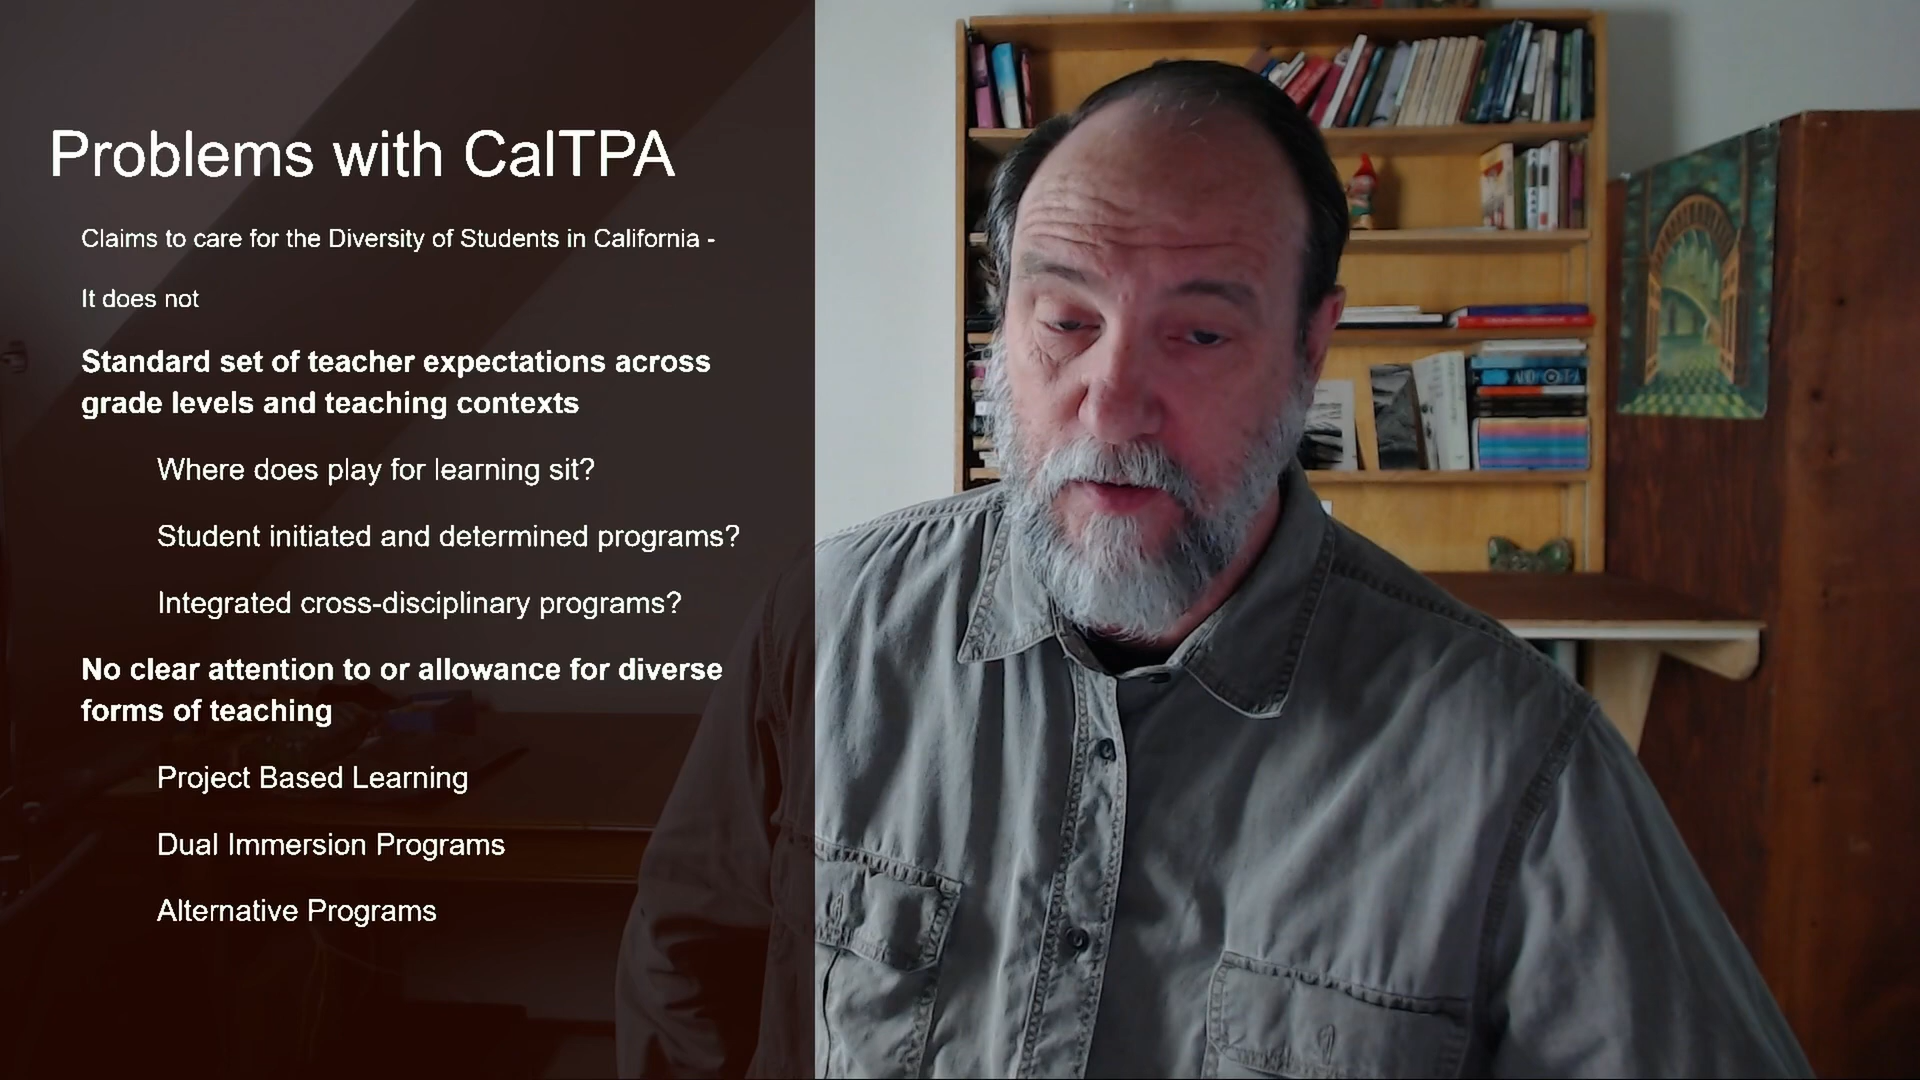 Problems with CalTPA
Claims to care for the Diversity of Students in California -
It does not
Standard set of teacher expectations across
grade levels and teaching contexts
Where does play for learning sit?
Student initiated and determined programs?
Integrated cross-disciplinary programs?
No clear attention to or allowance for diverse
forms of teaching
Project Based Learning
Dual Immersion Programs
Alternative Programs